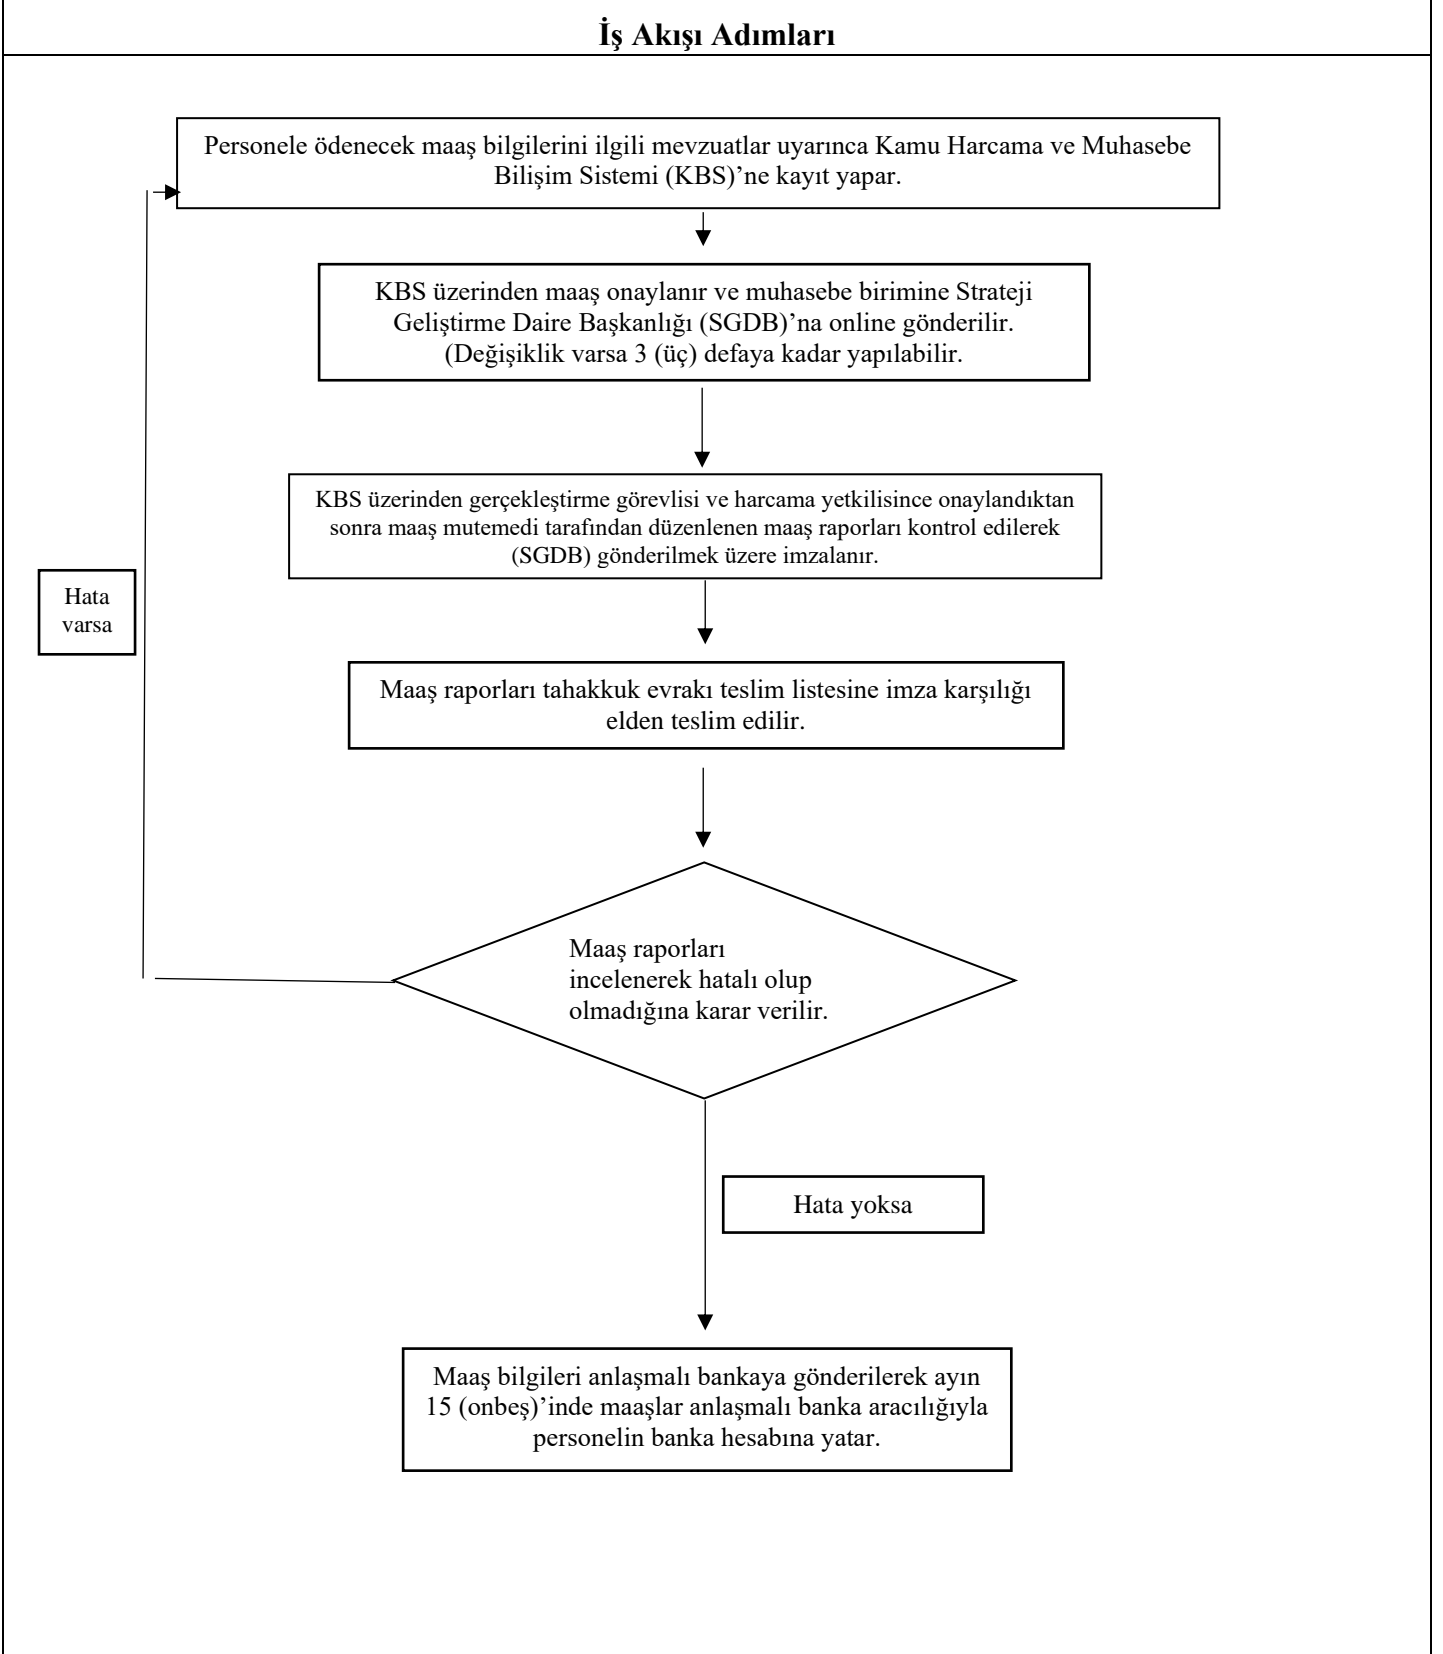 İş Akışı Adımları
Personele ödenecek maaş bilgilerini ilgili mevzuatlar uyarınca Kamu Harcama ve Muhasebe
Bilişim Sistemi (KBS)’ne kayıt yapar.
KBS üzerinden maaş onaylanır ve muhasebe birimine Strateji
Geliştirme Daire Başkanlığı (SGDB)’na online gönderilir.
(Değişiklik varsa 3 (üç) defaya kadar yapılabilir.
KBS üzerinden gerçekleştirme görevlisi ve harcama yetkilisince onaylandıktan
sonra maaş mutemedi tarafından düzenlenen maaş raporları kontrol edilerek
(SGDB) gönderilmek üzere imzalanır.
Hata
varsa
Maaş raporları tahakkuk evrakı teslim listesine imza karşılığı
elden teslim edilir.
Maaş raporları
incelenerek hatalı olup
olmadığına karar verilir.
Hata yoksa
Maaş bilgileri anlaşmalı bankaya gönderilerek ayın
15 (onbeş)’inde maaşlar anlaşmalı banka aracılığıyla
personelin banka hesabına yatar.